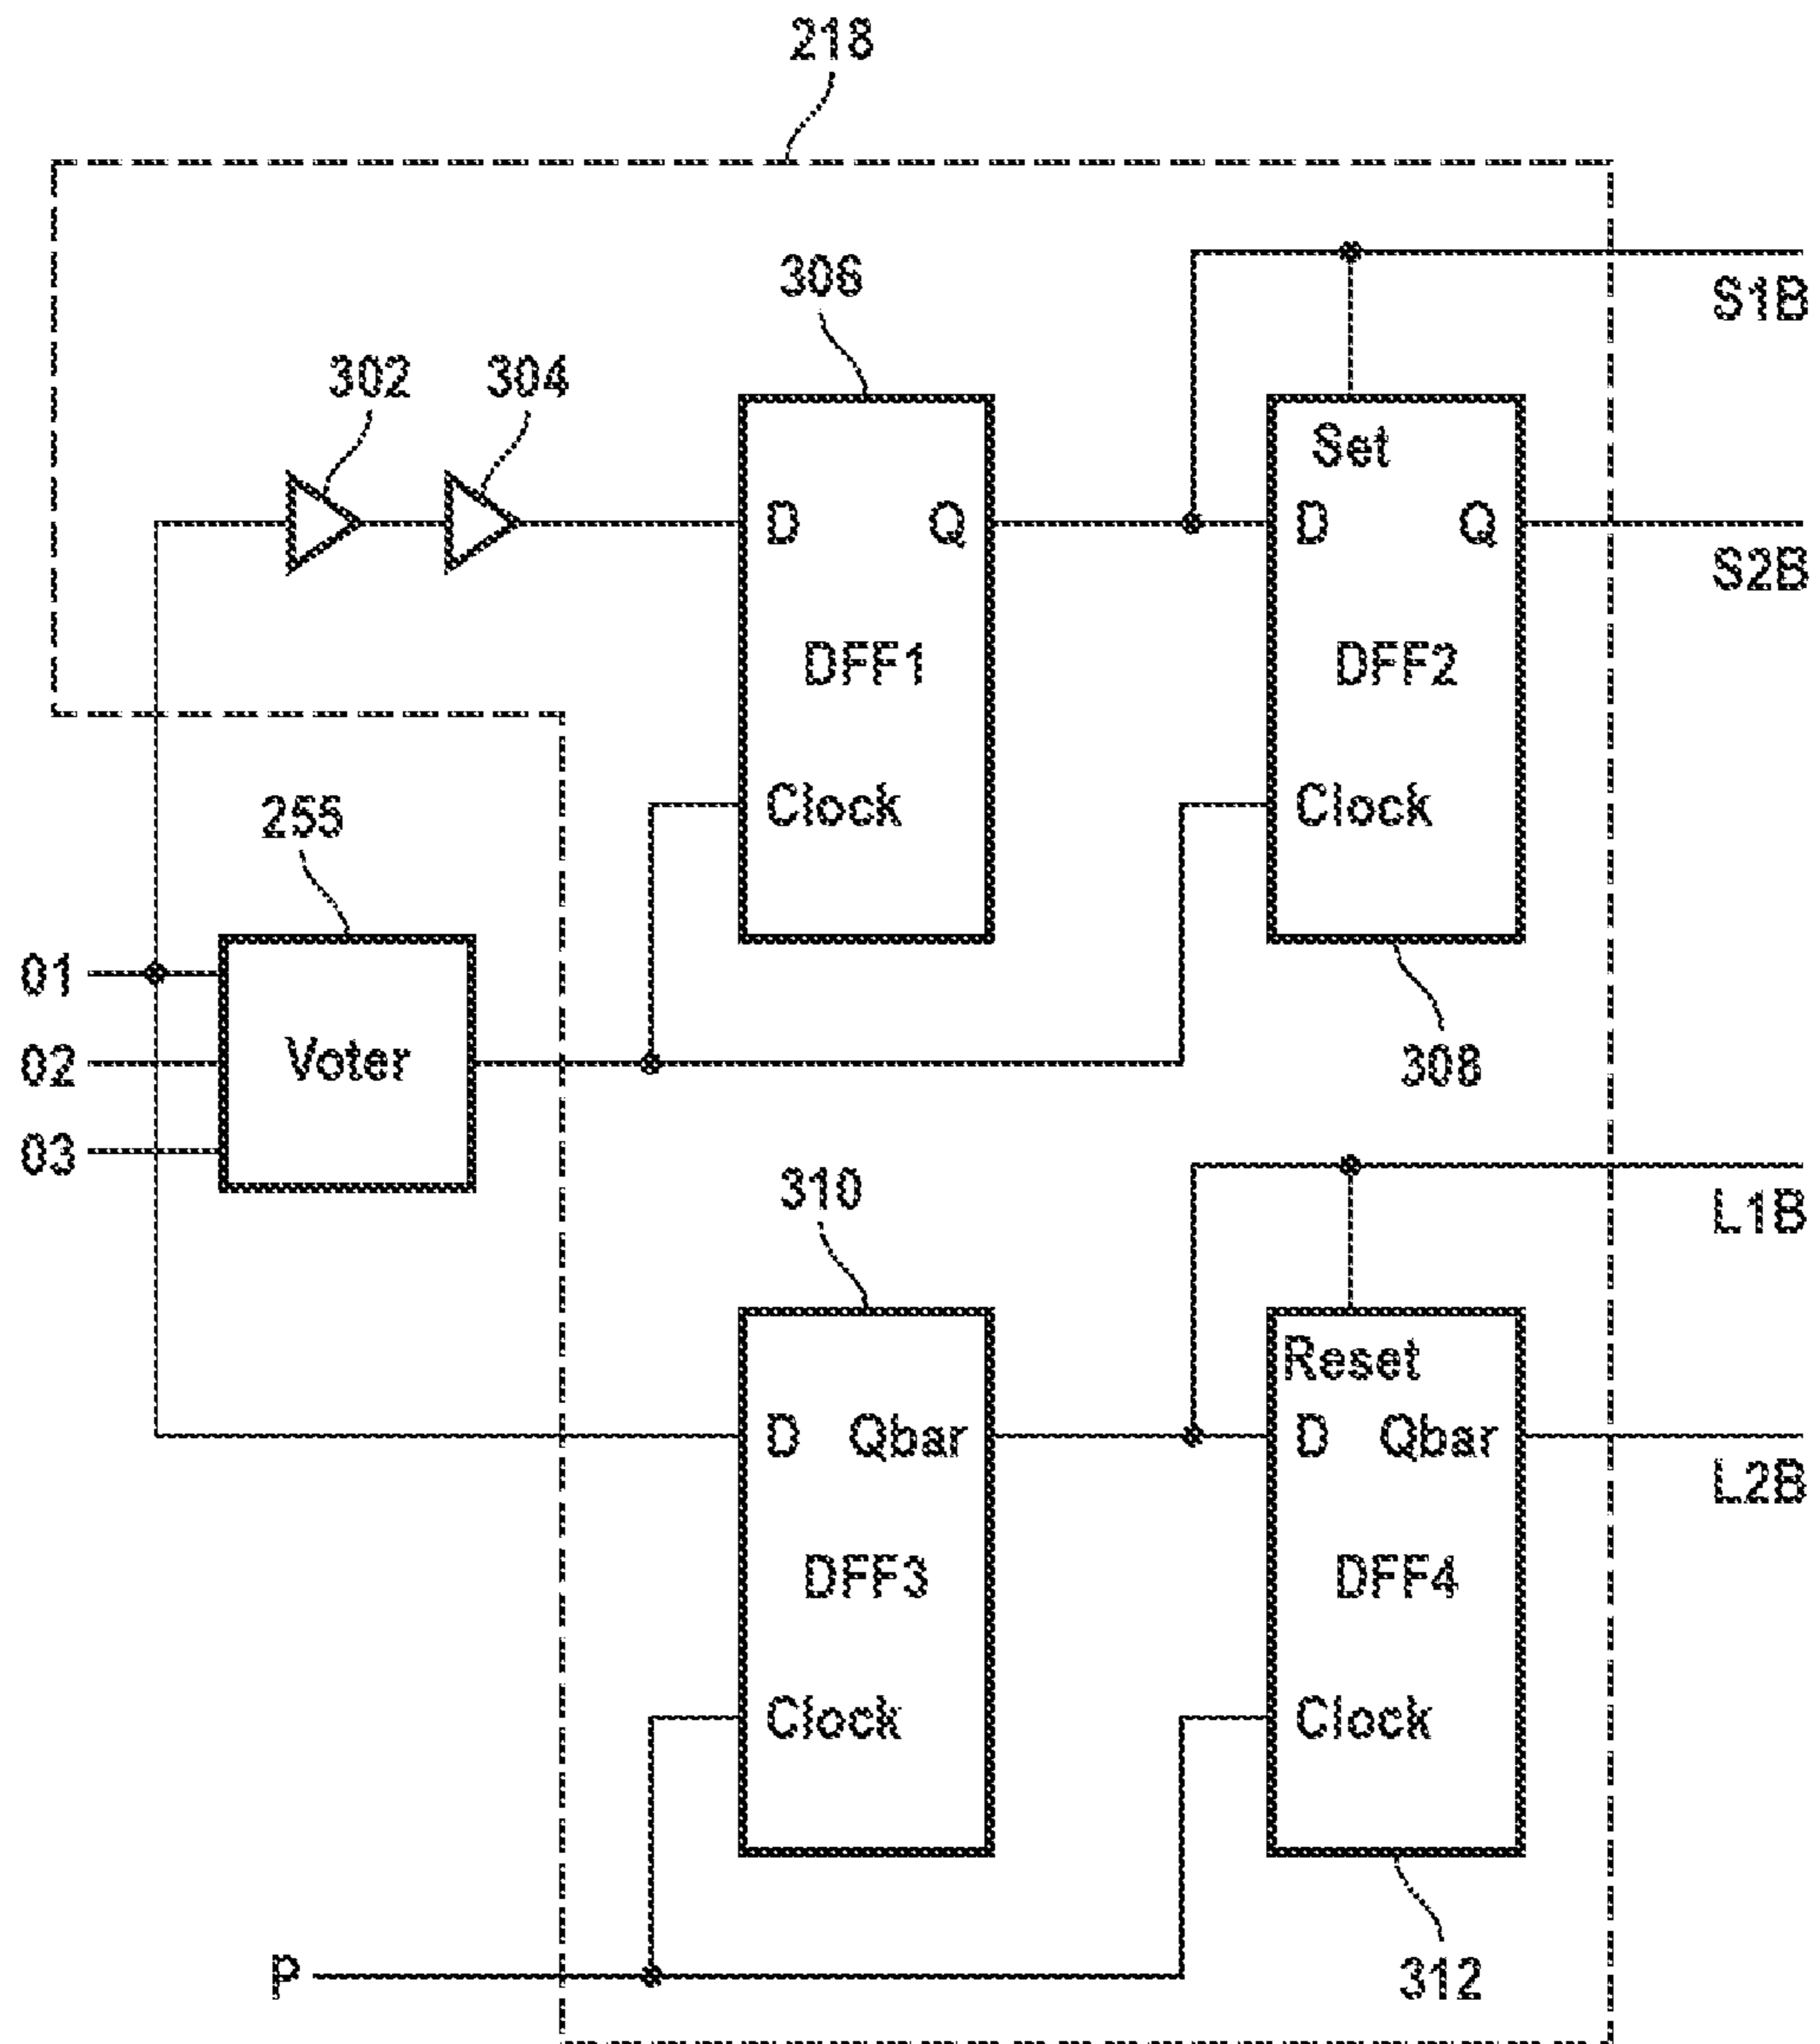 218
306
S1B
302 304
Set
D Q D Q
S2B
DFF1 DFF2
Clock Clock
255
01
02 Voter
308
03
310
L1B
Reset
D Qbar D Qbar
L2B
DFF3 DFF4
Clock Clock
P
312